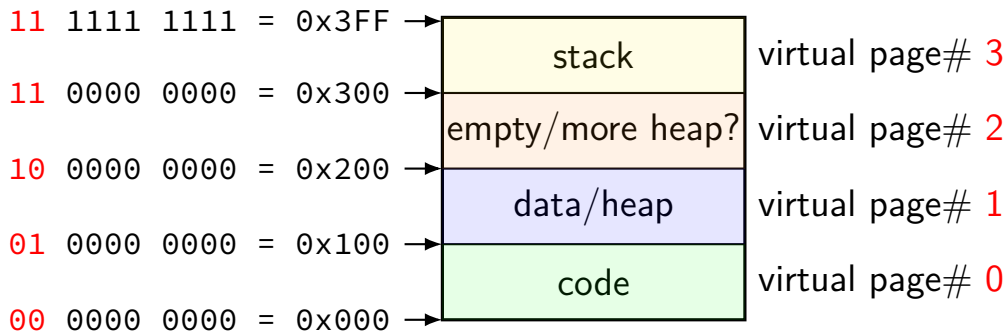 11 1111 1111 = 0x3FF
stack
virtual page# 3
11 0000 0000 = 0x300
empty/more heap?
virtual page# 2
10 0000 0000 = 0x200
data/heap
virtual page# 1
01 0000 0000 = 0x100
code
virtual page# 0
00 0000 0000 = 0x000